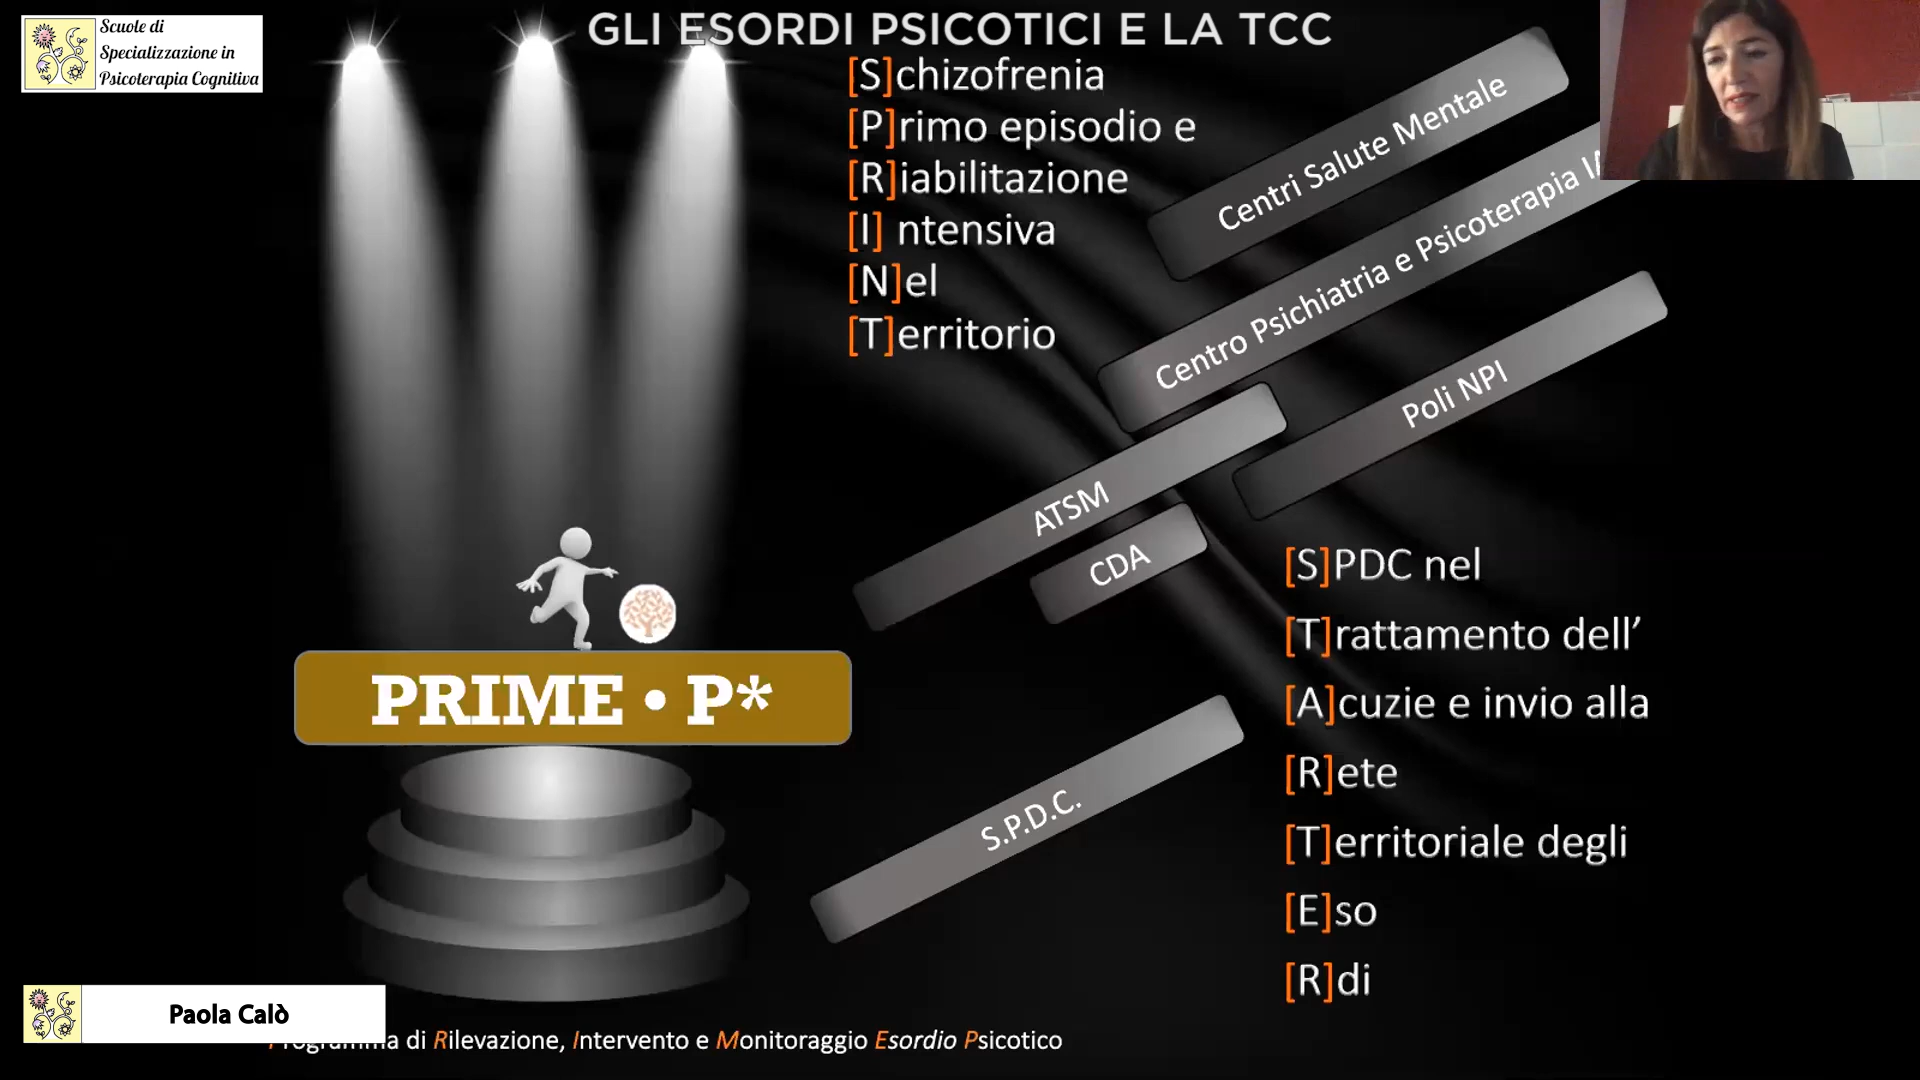 Scuole di
Specializzazione in
Psicoterapia Cognitiva
GLI ESORDI PSICOTICI E LA TCC
[S]chizofrenia
[P]rimo episodio e
[R]iabilitazione
[I] ntensiva
[N]el
[T]erritorio
Centri Salute Mentale
Centro Psichiatria e Psicoterapia
Poli NPI
ATSM
CDA
S.P.D.C.
[S]PDC nel
[T]rattamento dell’
[A]cuzie e invio alla
[R]ete
[T]erritoriale degli
[E]so
[R]di
PRIME • P*
Paola Calò
di Rilevazione, Intervento e Monitoraggio Esordio Psicotico